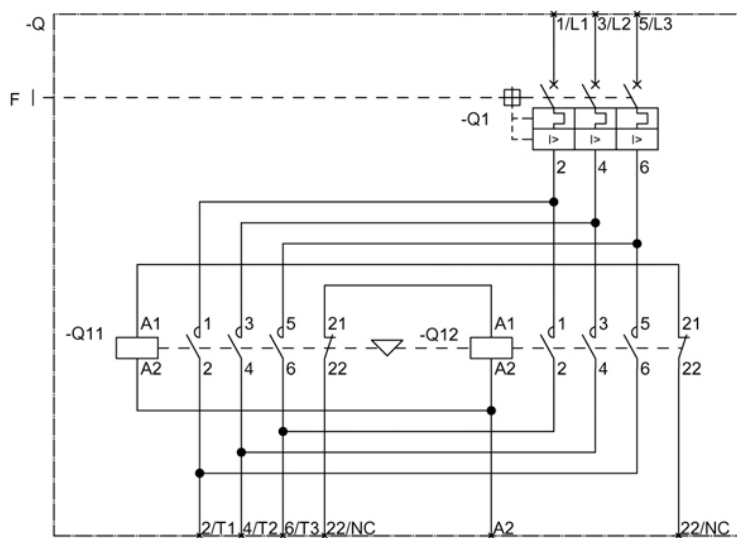 -Q 1/L1 3/L2 5/L3
F
-Q1
I> I> I>
2 4 6
A1 1 3 5 21 A1 1 3 5 21
-Q11 -Q12
A2 2 4 6 22 A2 2 4 6 22
2/T1 4/T2 6/T3 22/NC A2 22/NC